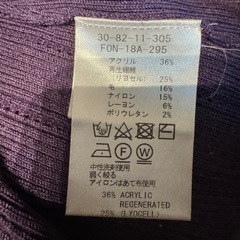 30-82-11-305
FON-18A-295
アクリル 36%
再生繊維
(リヨセル) 25%
毛 16%
ナイロン 15%
レーヨン 6%
ポリウレタン 2%
中性洗剤使用
弱く絞る
アイロンはあて布使用
36% ACRYLIC
REGENERATED
25% (LYOCELL)